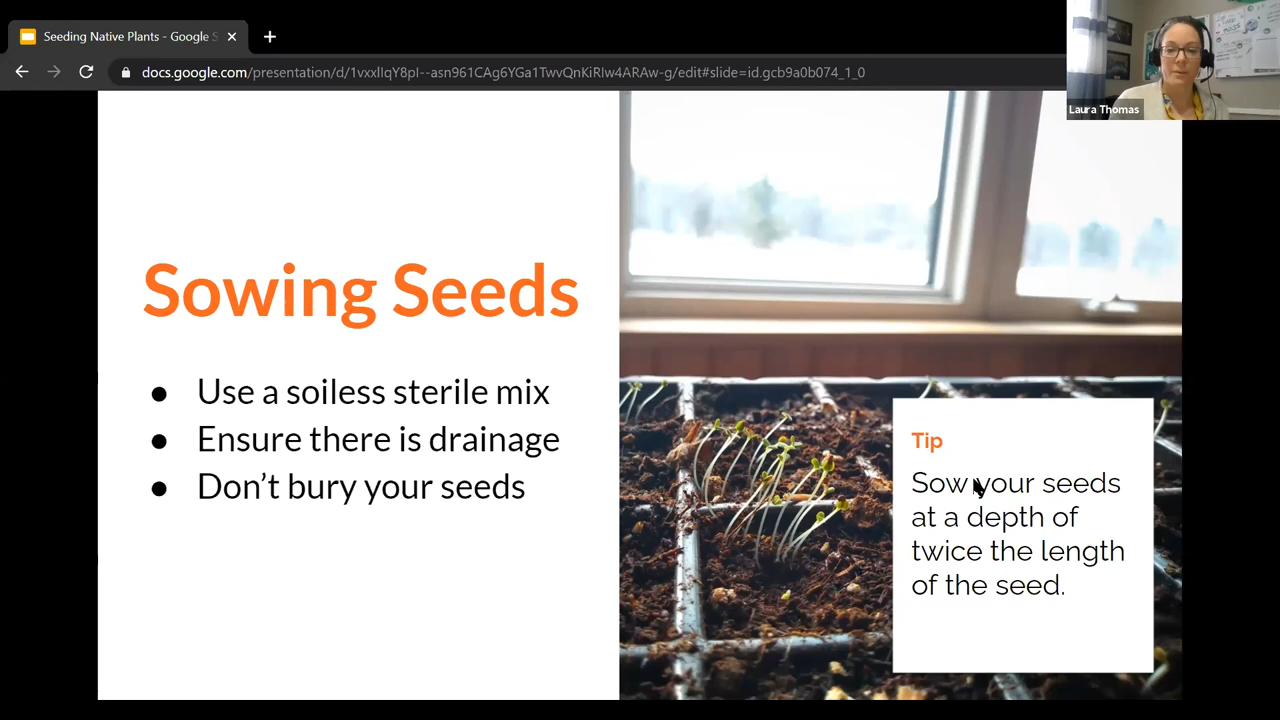 Seeding Native Plants - Google S
docs.google.com/presentation/d/1vxxlIqY8pI--asn961CAg6YGa1TwvQnKiRIw4ARAw-g/edit#slide=id.gcb9a0b074_1_0
Laura Thomas
Sowing Seeds
● Use a soiless sterile mix
● Ensure there is drainage
● Don’t bury your seeds
Tip
Sow your seeds
at a depth of
twice the length
of the seed.